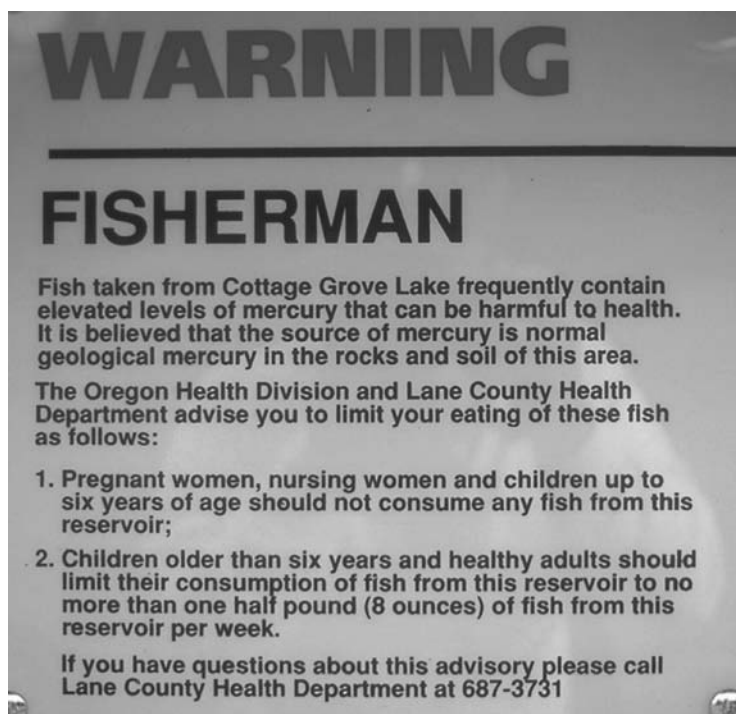 WARNING
FISHERMAN
Fish taken from Cottage Grove Lake frequently contain
elevated levels of mercury that can be harmful to health.
It is believed that the source of mercury is normal
geological mercury in the rocks and soil of this area.
The Oregon Health Division and Lane County Health
Department advise you to limit your eating of these fish
as follows:
1. Pregnant women, nursing women and children up to
six years of age should not consume any fish from this
reservoir;
2. Children older than six years and healthy adults should
limit their consumption of fish from this reservoir to no
more than one half pound (8 ounces) of fish from this
reservoir per week.
If you have questions about this advisory please call
Lane County Health Department at 687-3731